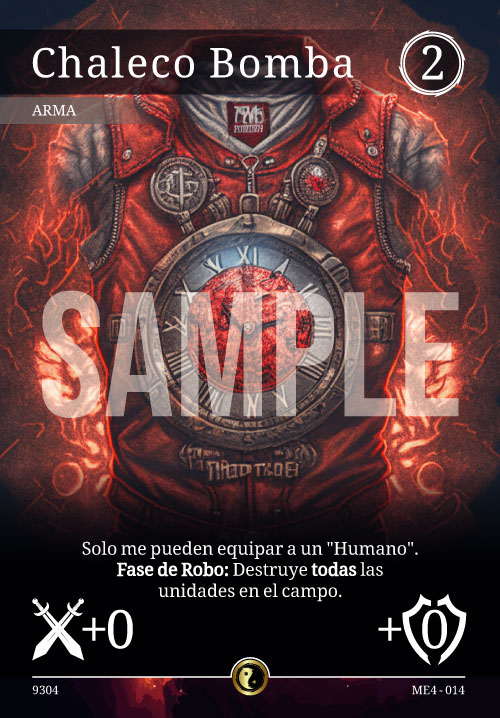 Chaleco Bomba
2
ARMA
XII
SAMPLE
Solo me pueden equipar a un "Humano".
Fase de Robo: Destruye todas las
unidades en el campo.
+0
+0
9304
ME4 - 014